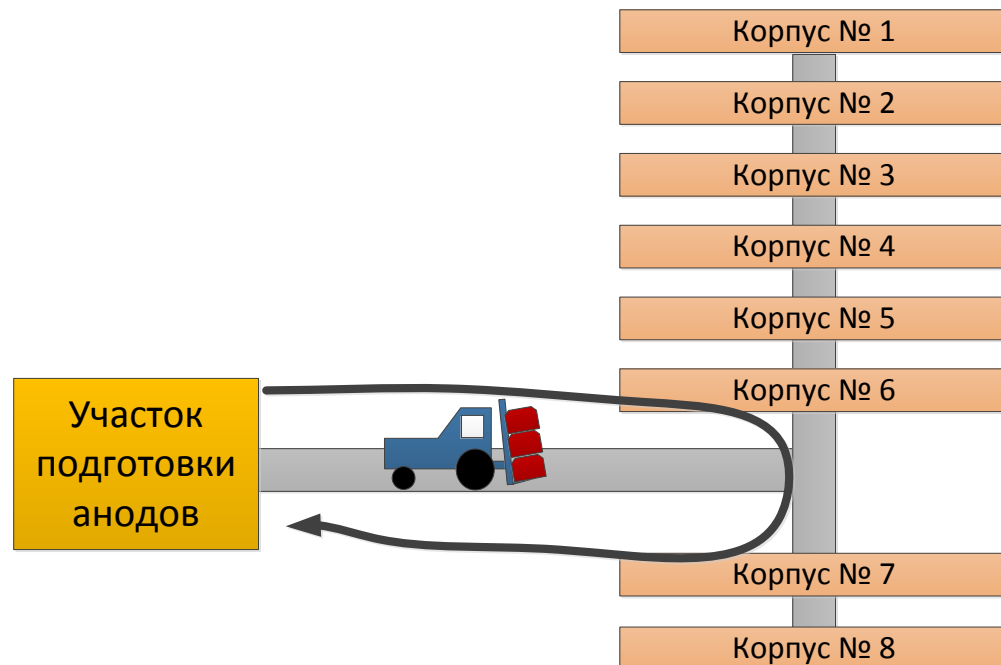 Корпус № 1
Корпус № 2
Корпус № 3
Корпус № 4
Корпус № 5
Корпус № 6
Участок
подготовки
анодов
Корпус № 7
Корпус № 8